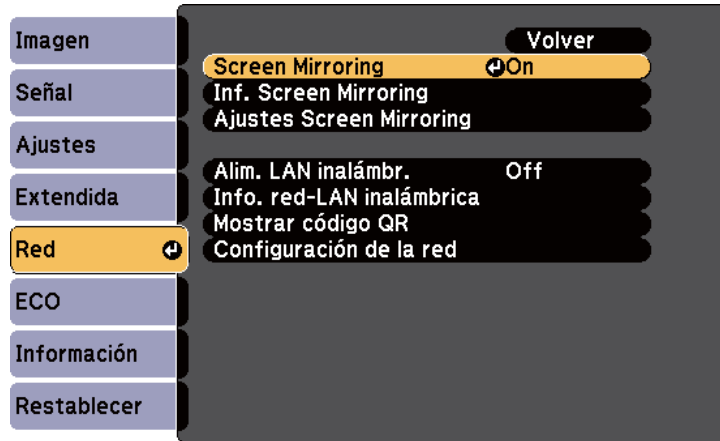 Imagen
Señal
Ajustes
Extendida
Red
ECO
Información
Restablecer
Volver
Screen Mirroring On
Inf. Screen Mirroring
Ajustes Screen Mirroring
Alim. LAN inalámbr. Off
Info. red-LAN inalámbrica
Mostrar código QR
Configuración de la red